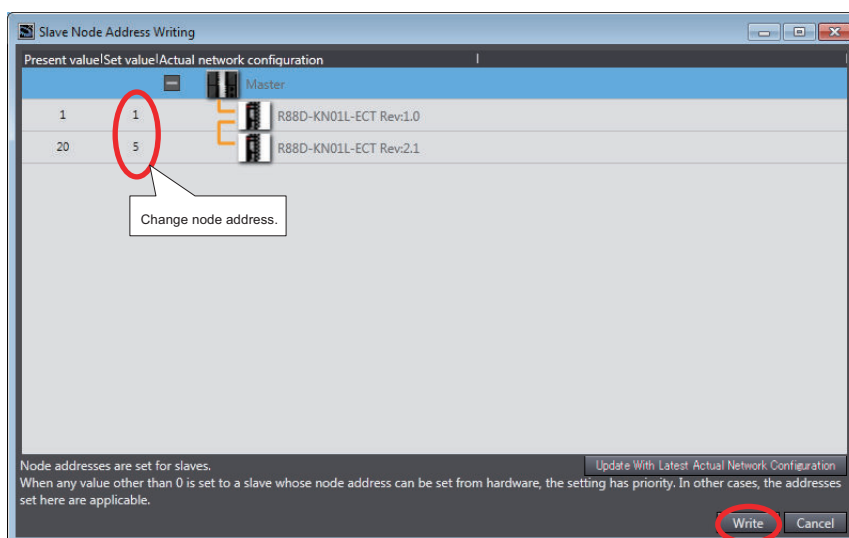 Slave Node Address Writing
Present value|Set value|Actual network configuration
Master
1 1 R88D-KN01L-ECT Rev:1.0
20 5 R88D-KN01L-ECT Rev:2.1
Change node address.
Node addresses are set for slaves.
Update With Latest Actual Network Configuration
When any value other than 0 is set to a slave whose node address can be set from hardware, the setting has priority. In other cases, the addresses
set here are applicable.
Write Cancel